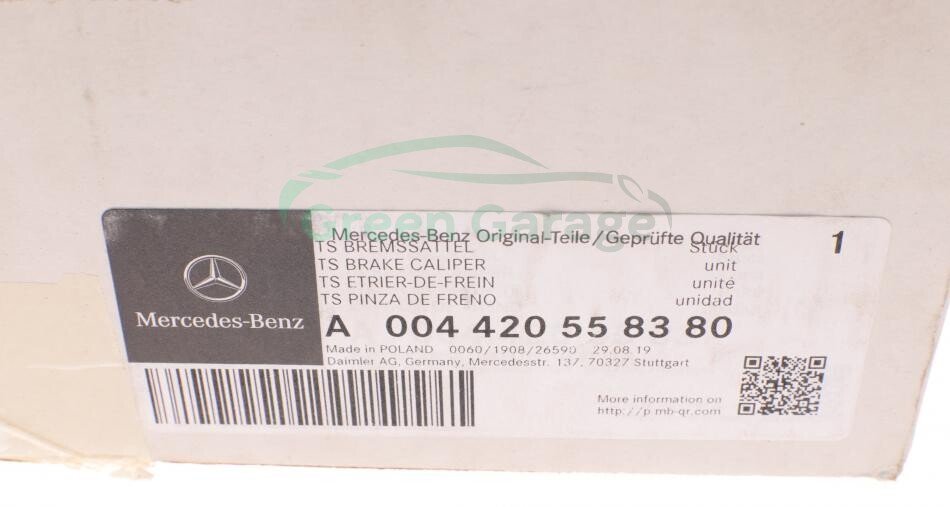 Green Garage
Mercedes-Benz Original-Teile/Geprüfte Qualität 1
TS BREMSSATTEL Stück
TS BRAKE CALIPER unit
TS ETRIER-DE-FREIN unité
TS PINZA DE FRENO unidad
Mercedes-Benz
A 004 420 55 83 80
Made in POLAND 0060/1908/26590 29.08.19
Daimler AG, Germany, Mercedesstr. 137, 70327 Stuttgart
More information on
http://p.mb-qr.com